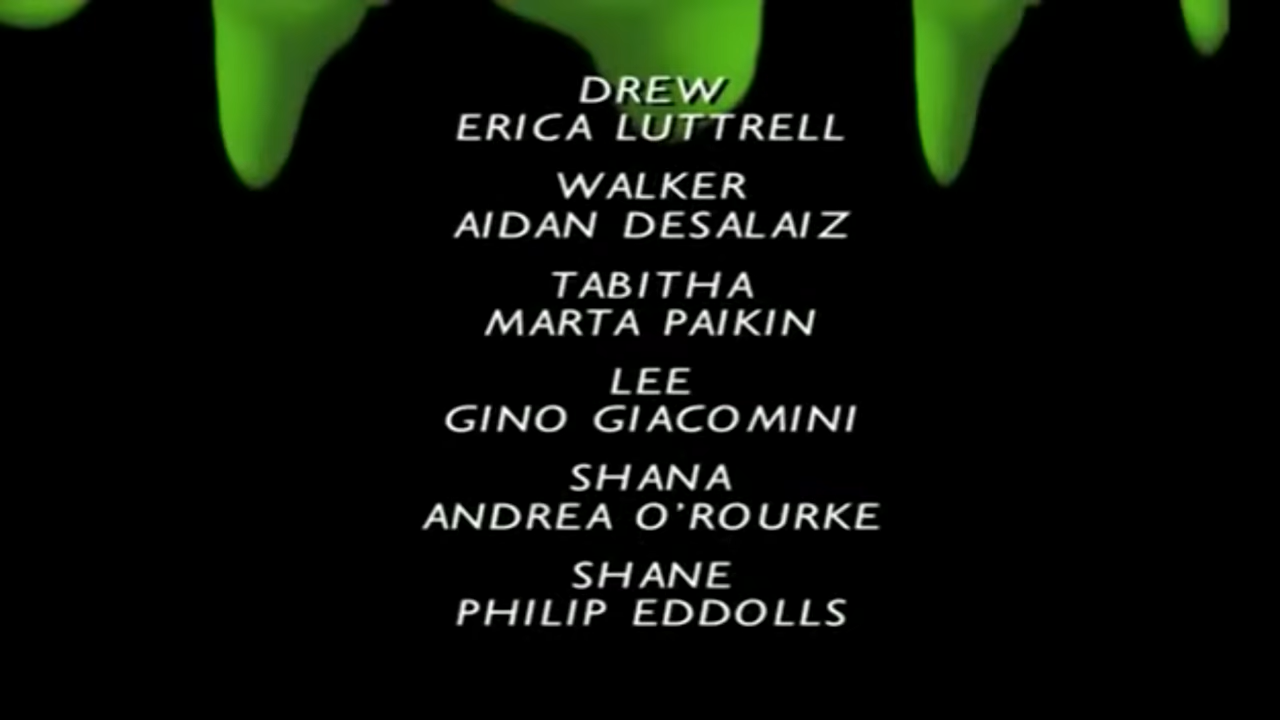 DREW
ERICA LUTTRELL
WALKER
AIDAN DESALAIZ
TABITHA
MARTA PAIKIN
LEE
GINO GIACOMINI
SHANA
ANDREA O'ROURKE
SHANE
PHILIP EDDOLLS